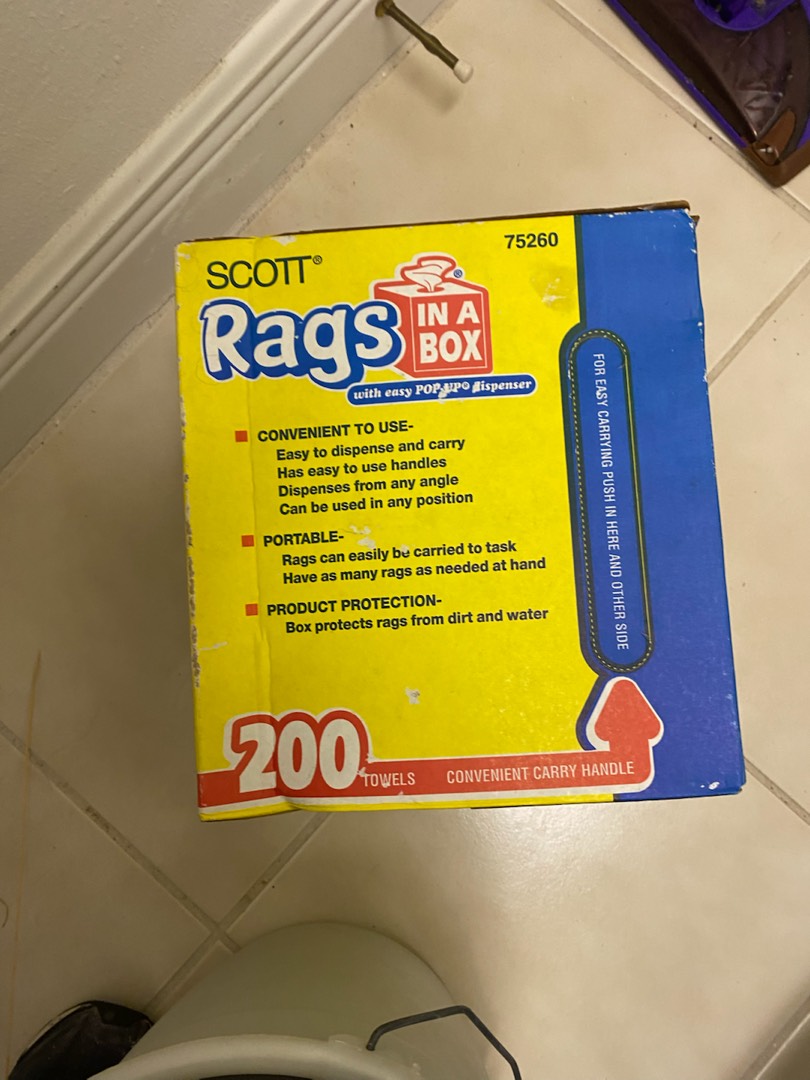 75260
SCOTT®
Rags
IN A
BOX
®
with easy POP-UP® dispenser
CONVENIENT TO USE-
Easy to dispense and carry
Has easy to use handles
Dispenses from any angle
Can be used in any position
PORTABLE-
Rags can easily be carried to task
Have as many rags as needed at hand
PRODUCT PROTECTION-
Box protects rags from dirt and water
200 TOWELS
CONVENIENT CARRY HANDLE
FOR EASY CARRYING PUSH IN HERE AND OTHER SIDE